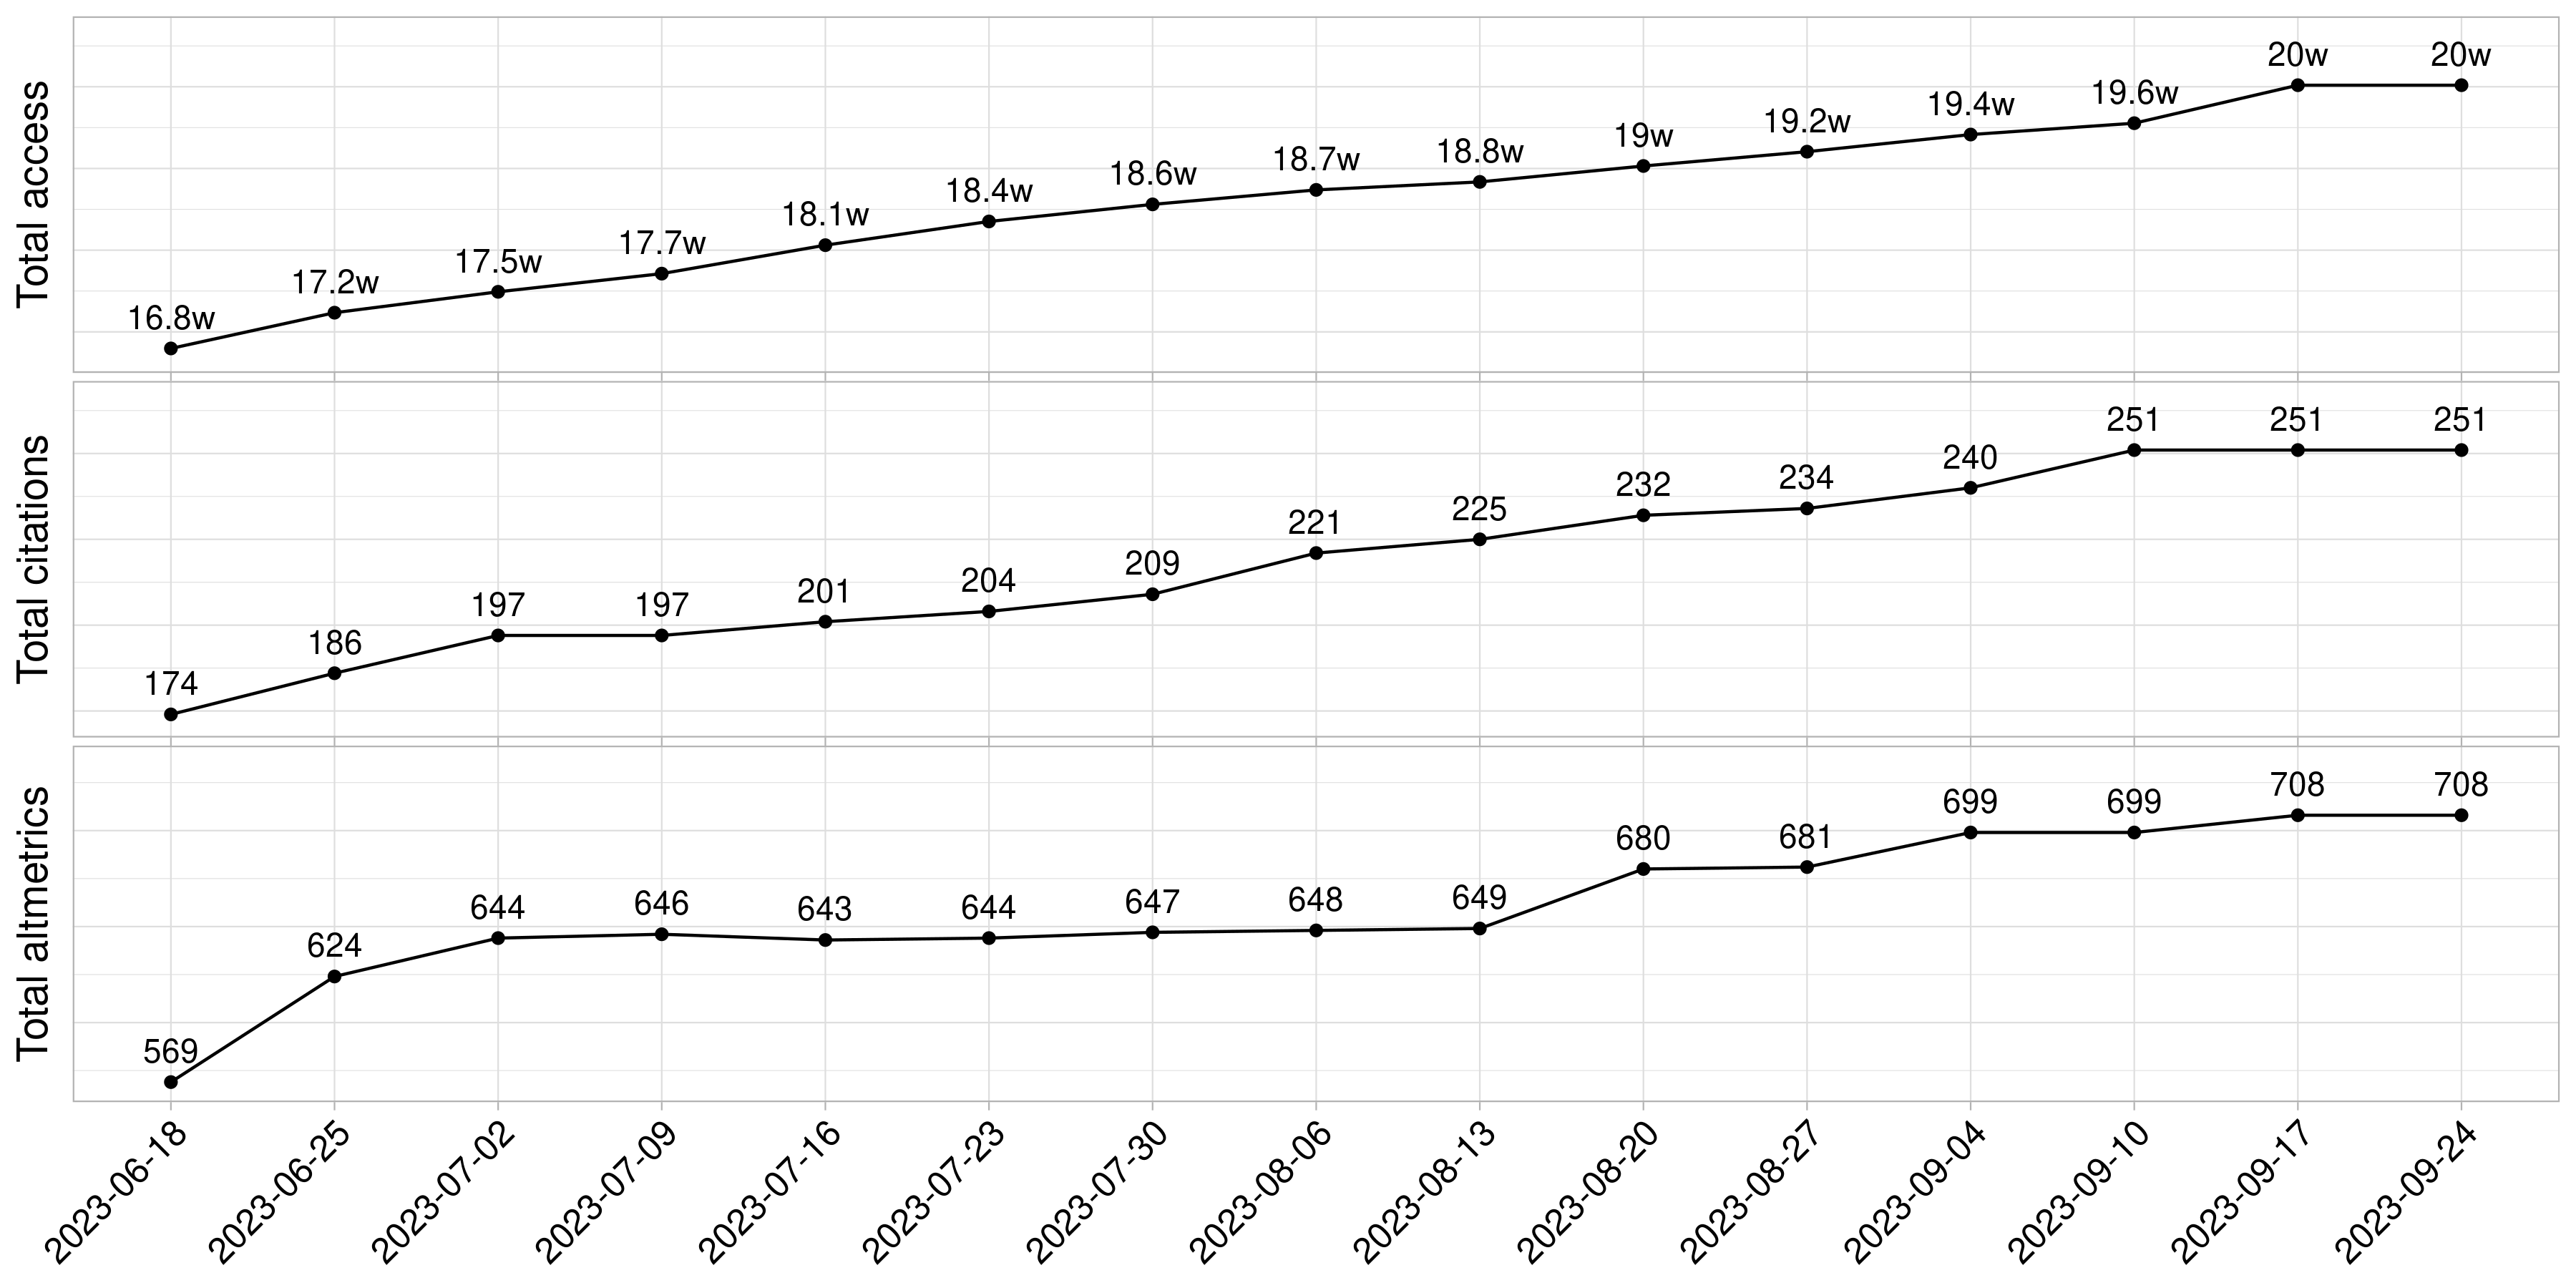 Total access
16.8w
17.2w
17.5w
17.7w
18.1w
18.4w
18.6w
18.7w
18.8w
19w
19.2w
19.4w
19.6w
20w
20w
Total citations
174
186
197
197
201
204
209
221
225
232
234
240
251
251
251
Total altmetrics
569
624
644
646
643
644
647
648
649
680
681
699
699
708
708
2023-06-18
2023-06-25
2023-07-02
2023-07-09
2023-07-16
2023-07-23
2023-07-30
2023-08-06
2023-08-13
2023-08-20
2023-08-27
2023-09-04
2023-09-10
2023-09-17
2023-09-24